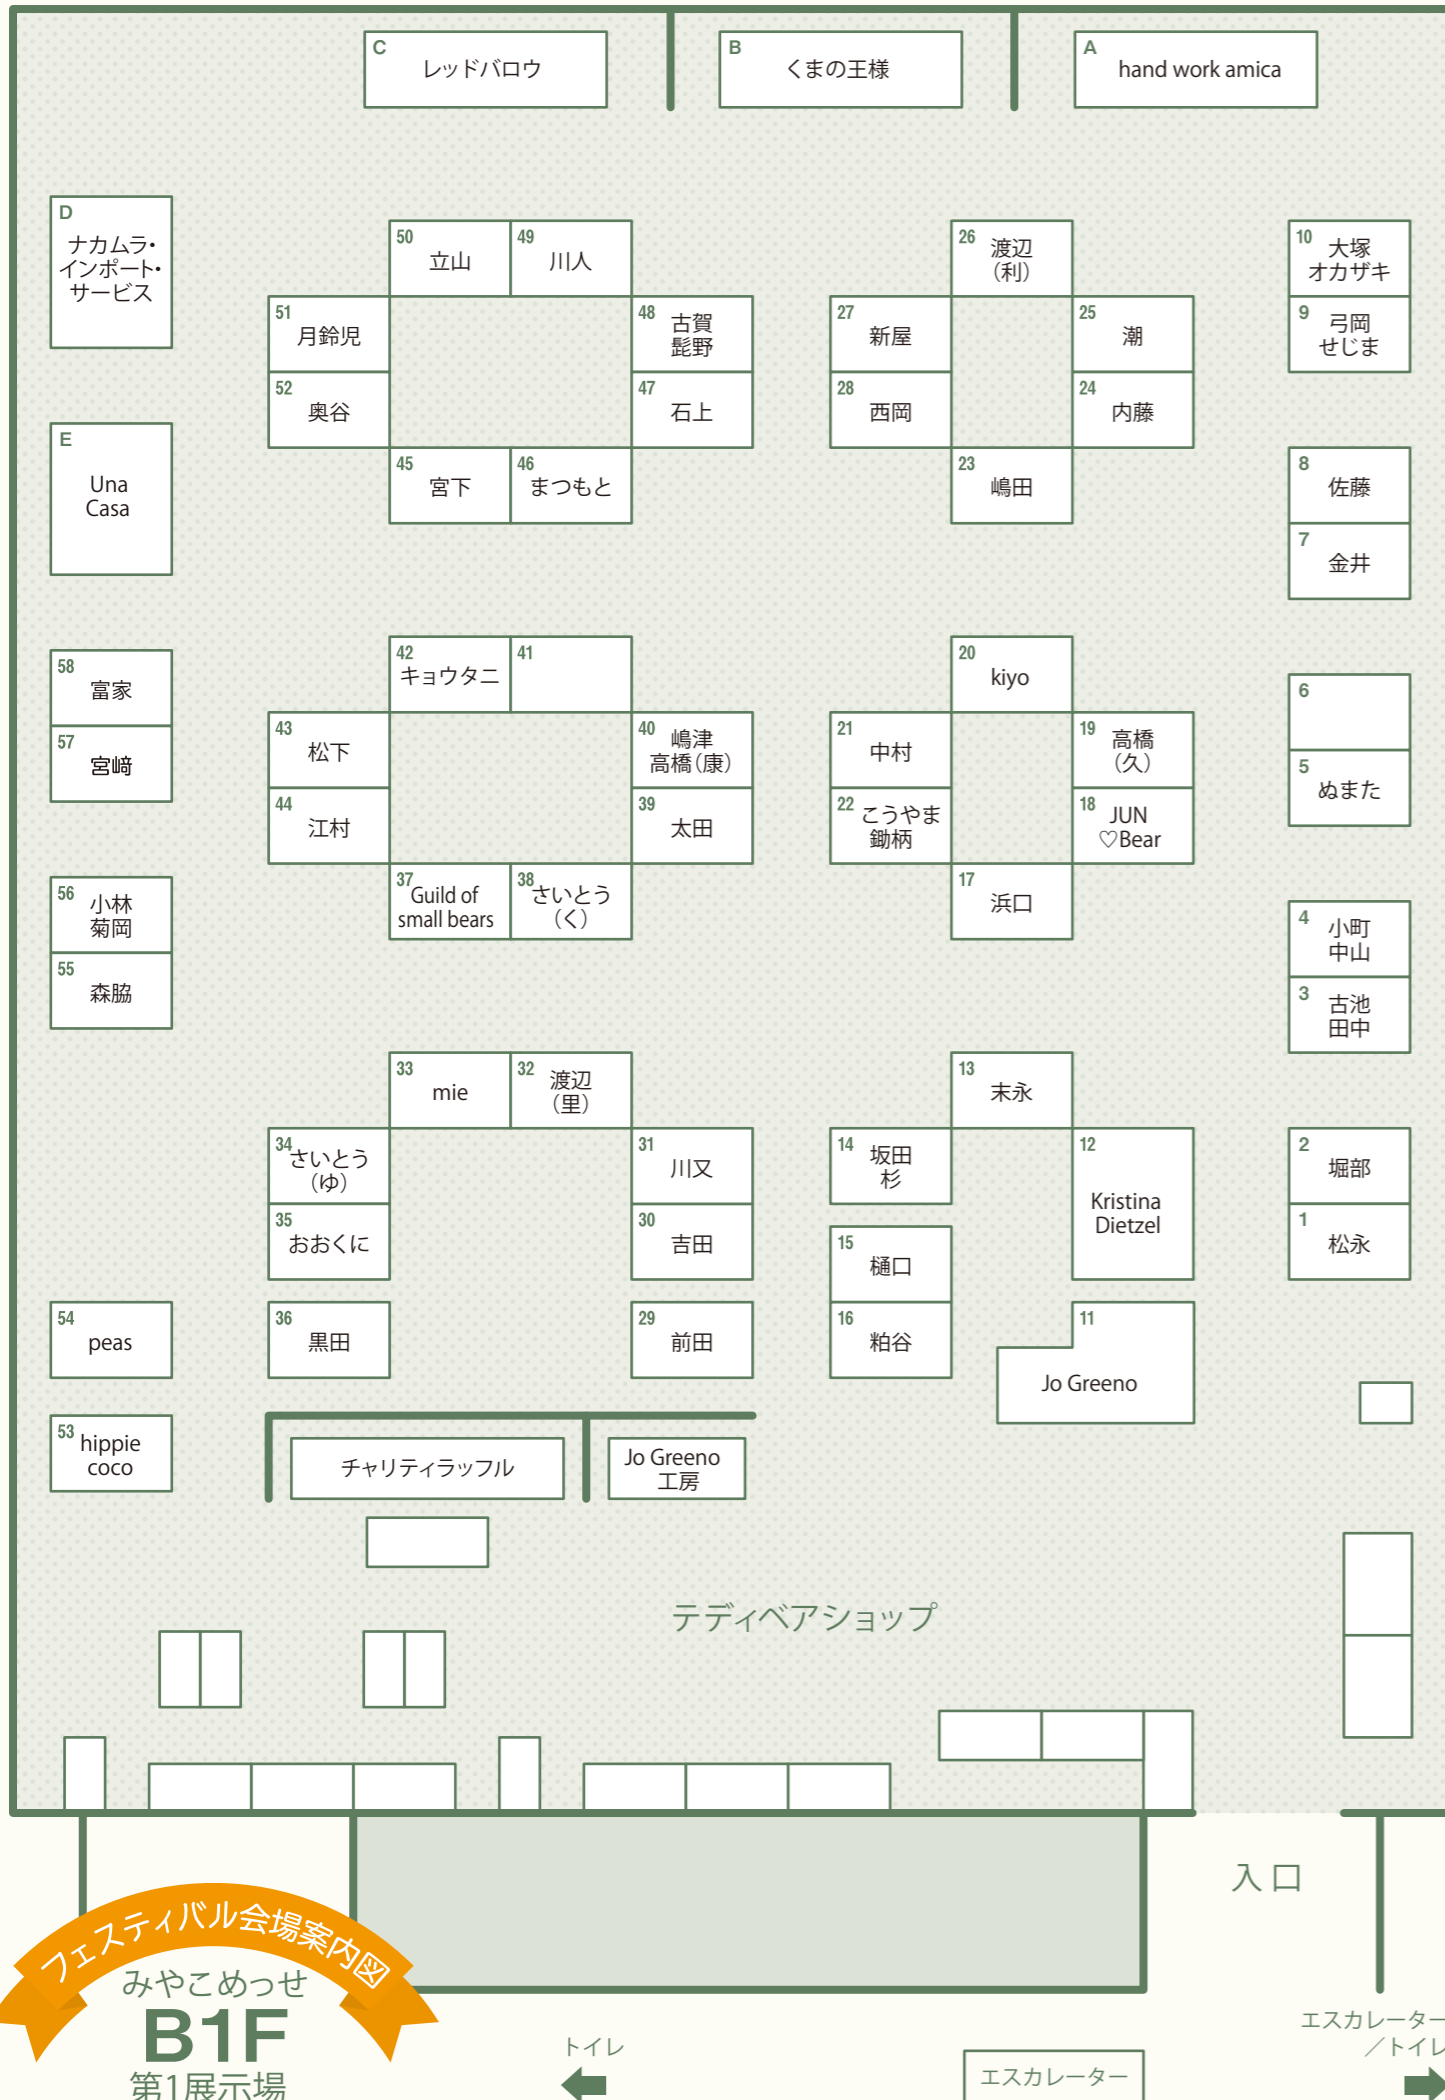 C
レッドバロウ
B
くまの王様
A
hand work amica
D
ナカムラ・
インポート・
サービス
50
立山
49
川人
26
渡辺
（利）
10
大塚
オカザキ
51
月鈴児
48
古賀
髭野
27
新屋
25
潮
9
弓岡
せじま
52
奥谷
47
石上
28
西岡
24
内藤
E
Una
Casa
45
宮下
46
まつもと
23
嶋田
8
佐藤
7
金井
58
富家
42
キョウタニ
41
20
kiyo
6
57
宮﨑
43
松下
40
嶋津
高橋（康）
21
中村
19
高橋
（久）
5
ぬまた
44
江村
39
太田
22
こうやま
鋤柄
18
JUN
♡Bear
56
小林
菊岡
37
Guild of
small bears
38
さいとう
（く）
17
浜口
4
小町
中山
55
森脇
3
古池
田中
33
mie
32
渡辺
（里）
13
末永
34
さいとう
（ゆ）
31
川又
14
坂田
杉
12
Kristina
Dietzel
2
堀部
35
おおくに
30
吉田
15
樋口
1
松永
54
peas
36
黒田
29
前田
16
粕谷
11
Jo Greeno
53
hippie
coco
チャリティラッフル
Jo Greeno
工房
テディベアショップ
入口
フェスティバル会場案内図
みやこめっせ
B1F
第1展示場
トイレ
エスカレーター
エスカレーター
／トイレ